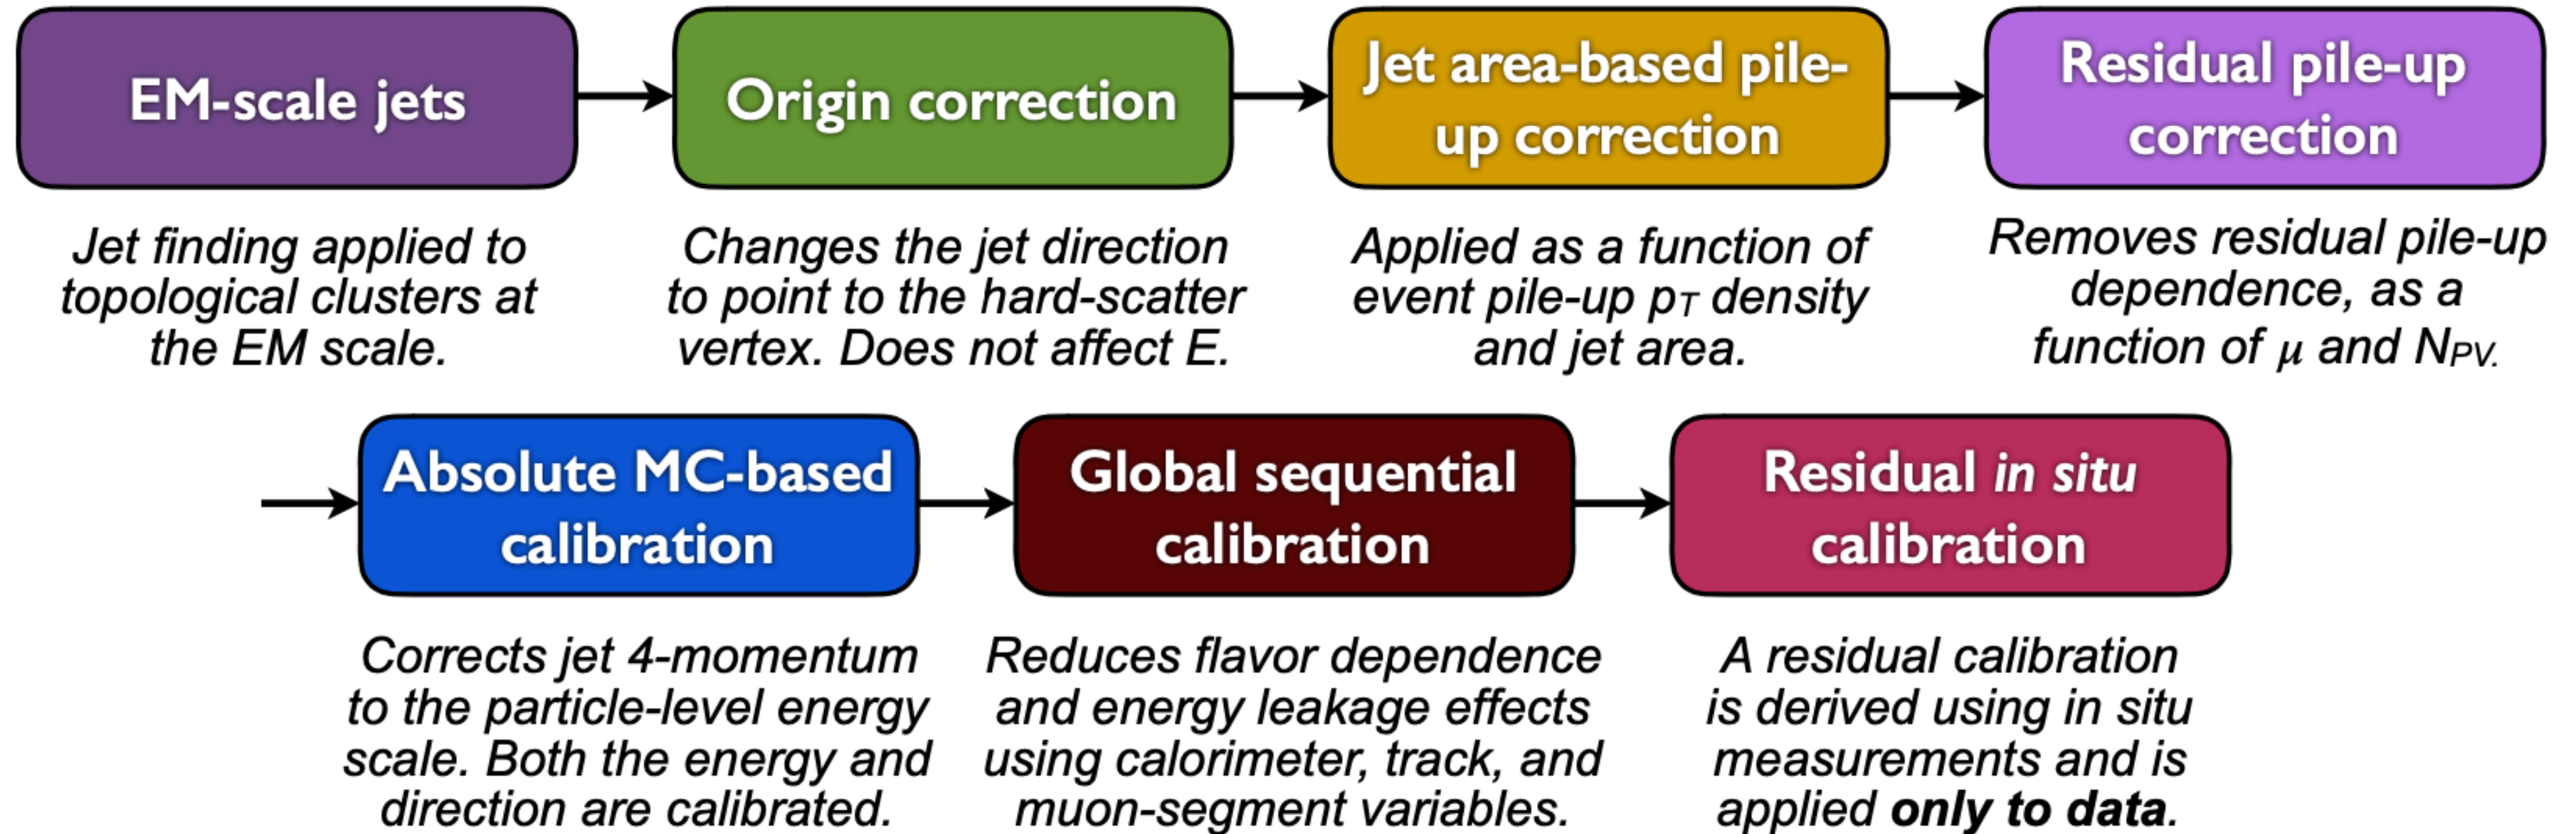 EM-scale jets
Jet finding applied to
topological clusters at
the EM scale.
Origin correction
Changes the jet direction
to point to the hard-scatter
vertex. Does not affect E.
Jet area-based pile-
up correction
Applied as a function of
event pile-up pT density
and jet area.
Residual pile-up
correction
Removes residual pile-up
dependence, as a
function of μ and NPV.
Absolute MC-based
calibration
Corrects jet 4-momentum
to the particle-level energy
scale. Both the energy and
direction are calibrated.
Global sequential
calibration
Reduces flavor dependence
and energy leakage effects
using calorimeter, track, and
muon-segment variables.
Residual in situ
calibration
A residual calibration
is derived using in situ
measurements and is
applied only to data.